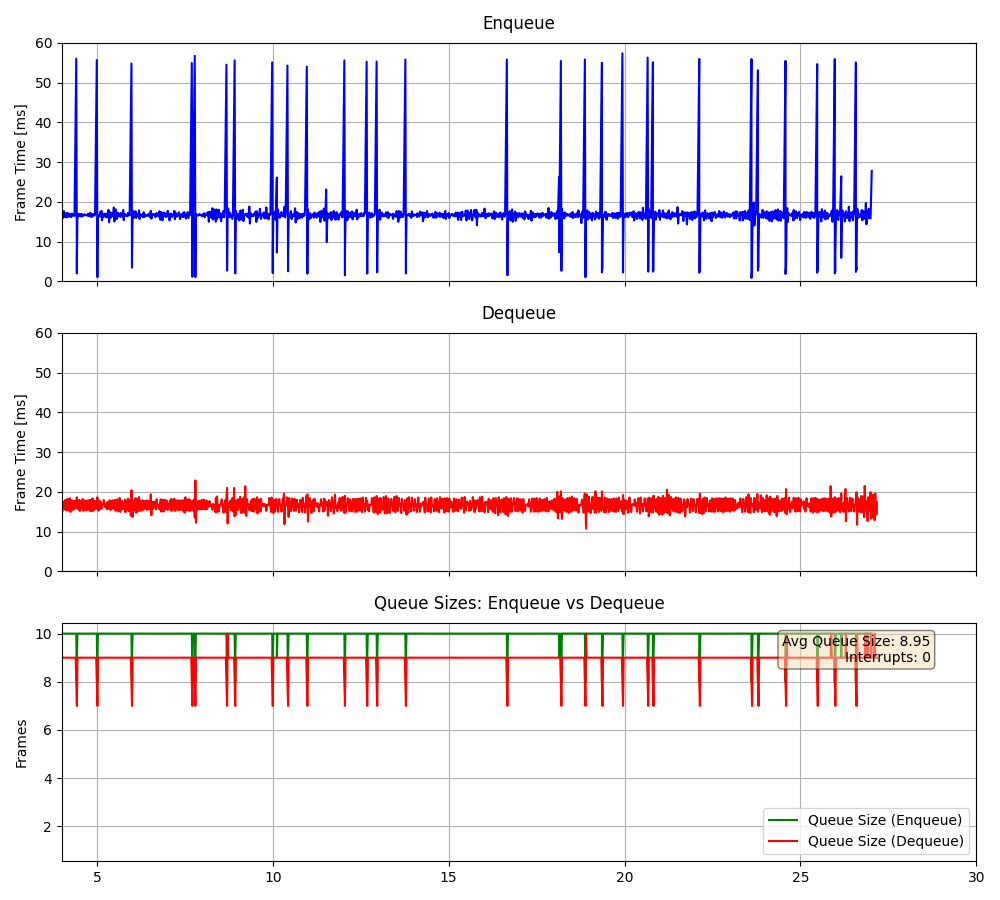 Enqueue
Frame Time [ms]
60
50
40
30
20
10
0
Dequeue
Frame Time [ms]
60
50
40
30
20
10
0
Queue Sizes: Enqueue vs Dequeue
Frames
10
8
6
4
2
Avg Queue Size: 8.95
Interrupts: 0
Queue Size (Enqueue)
Queue Size (Dequeue)
5 10 15 20 25 30